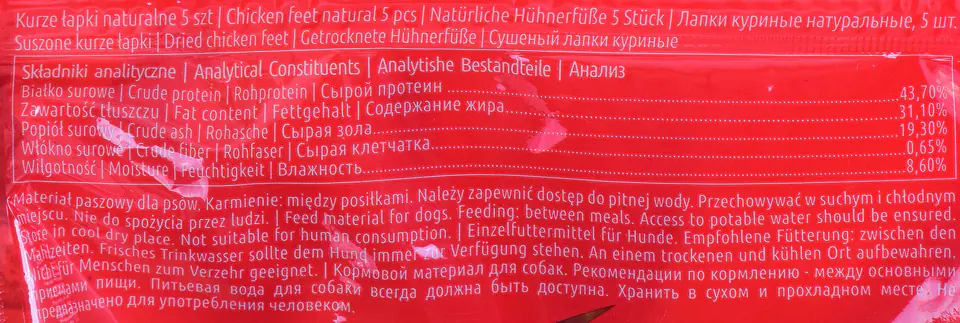 Kurze łapki naturalne 5 szt | Chicken feet natural 5 pcs | Natürliche Hühnerfüße 5 Stück | Лапки куриные натуральные, 5 шт.
Suszone kurze łapki | Dried chicken feet | Getrocknete Hühnerfüße | Сушеный лапки куриные
Składniki analityczne | Analytical Constituents | Analytishe Bestandteile | Анализ
Białko surowe | Crude protein | Rohprotein | Сырой протеин 43,70%
Zawartość tłuszczu | Fat content | Fettgehalt | Содержание жира 31,10%
Popiół surowy | Crude ash | Rohasche | Сырая зола 19,30%
Włókno surowe | Crude fiber | Rohfaser | Сырая клетчатка 0,65%
Wilgotność | Moisture | Feuchtigkeit | Влажность 8,60%
Materiał paszowy dla psów. Karmienie: między posiłkami. Należy zapewnić dostęp do pitnej wody. Przechowywać w suchym i chłodnym
miejscu. Nie do spożycia przez ludzi. | Feed material for dogs. Feeding: between meals. Access to potable water should be ensured.
Store in cool dry place. Not suitable for human consumption. | Einzelfuttermittel für Hunde. Empfohlene Fütterung: zwischen den
Mahlzeiten. Frisches Trinkwasser sollte dem Hund immer zur Verfügung stehen. An einem trockenen und kühlen Ort aufbewahren.
Nicht für Menschen zum Verzehr geeignet. | Кормовой материал для собак. Рекомендации по кормлению - между основными
приемами пищи. Питьевая вода для собаки всегда должна быть доступна. Хранить в сухом и прохладном месте. Не
предназначено для употребления человеком.